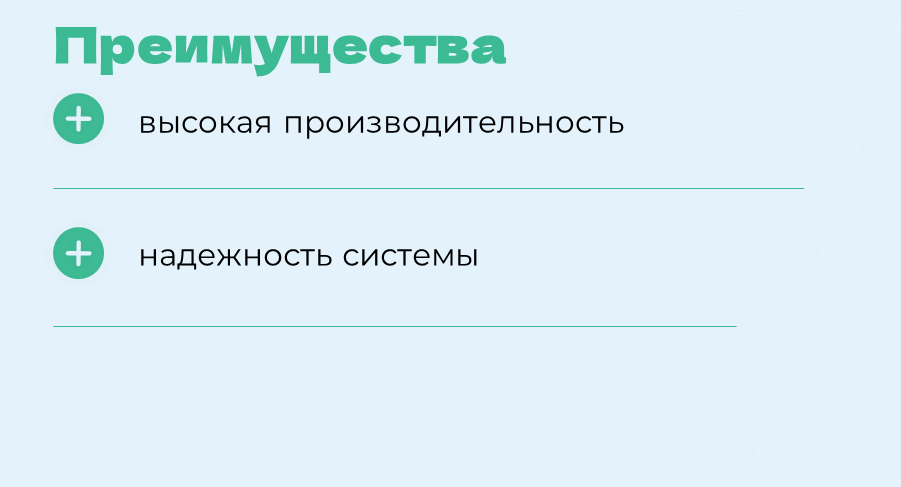 Преимущества
высокая производительность
надежность системы